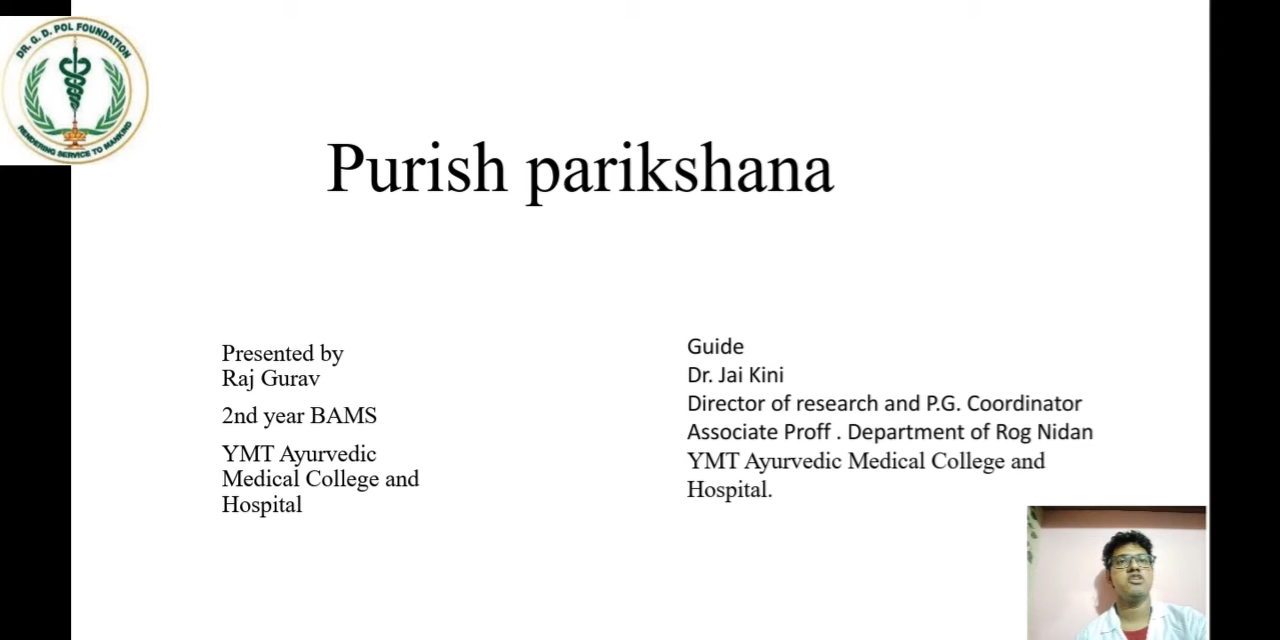 DR. G. D. POL FOUNDATION
RENDERING SERVICE TO MANKIND
Purish parikshana
Presented by
Raj Gurav
2nd year BAMS
YMT Ayurvedic
Medical College and
Hospital
Guide
Dr. Jai Kini
Director of research and P.G. Coordinator
Associate Proff . Department of Rog Nidan
YMT Ayurvedic Medical College and
Hospital.